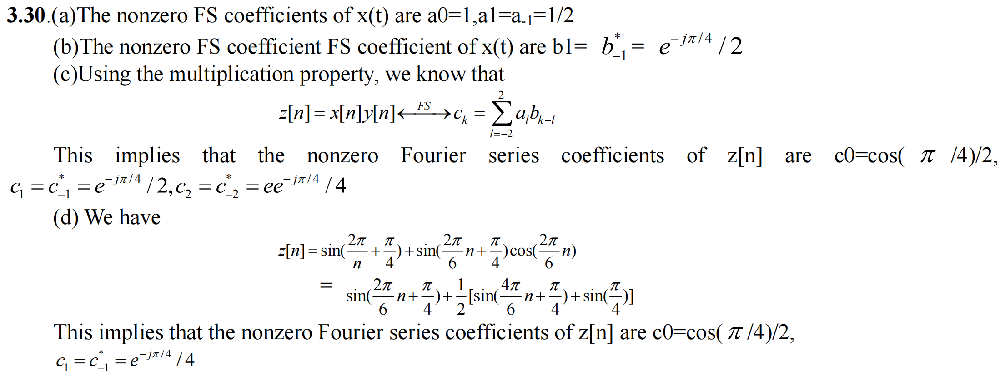 3.30.(a)The nonzero FS coefficients of x(t) are a0=1,a1=a₋₁=1/2
(b)The nonzero FS coefficient FS coefficient of x(t) are b1= $b_{-1}^{*}$ = $e^{-j\pi/4}/2$
(c)Using the multiplication property, we know that
$z[n]=x[n]y[n]\xleftrightarrow{FS}c_k=\sum_{l=-2}^{2}a_l b_{k-l}$
This implies that the nonzero Fourier series coefficients of z[n] are c0=cos( π /4)/2,
$c_1=c_{-1}^{*}=e^{-j\pi/4}/2,c_2=c_{-2}^{*}=ee^{-j\pi/4}/4$
(d) We have
$z[n]=\sin(\frac{2\pi}{n}+\frac{\pi}{4})+\sin(\frac{2\pi}{6}n+\frac{\pi}{4})\cos(\frac{2\pi}{6}n)$
$=\sin(\frac{2\pi}{6}n+\frac{\pi}{4})+\frac{1}{2}[\sin(\frac{4\pi}{6}n+\frac{\pi}{4})+\sin(\frac{\pi}{4})]$
This implies that the nonzero Fourier series coefficients of z[n] are c0=cos( π /4)/2,
$c_1=c_{-1}^{*}=e^{-j\pi/4}/4$